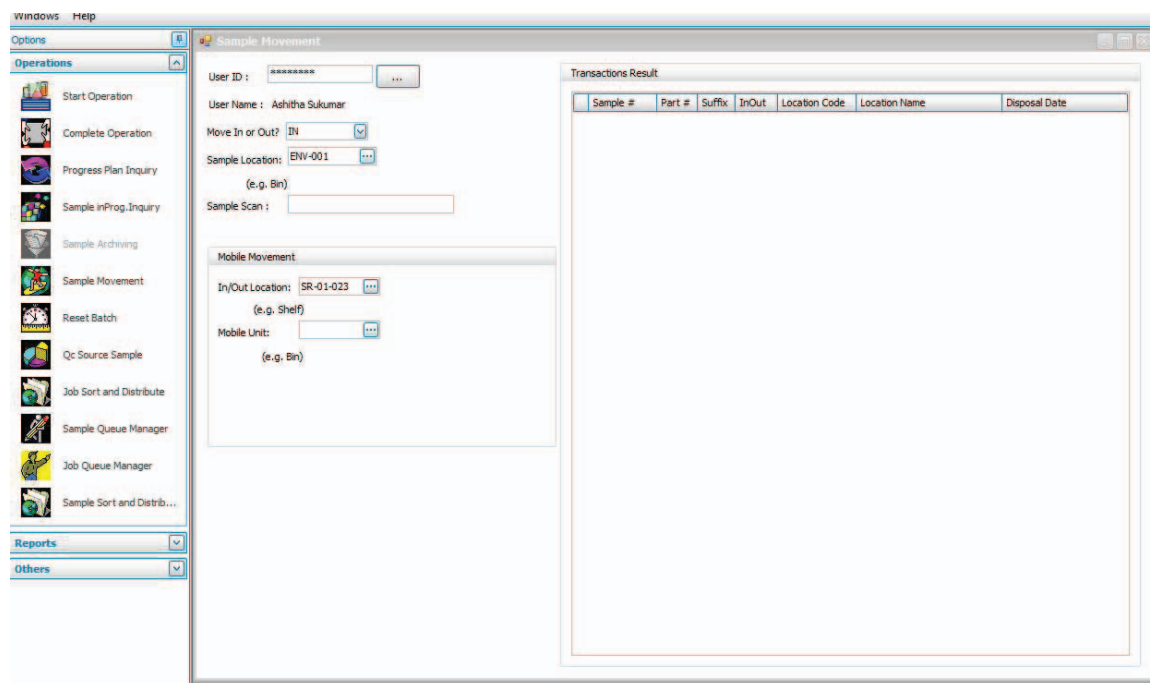 Windows Help
Options
Operations
Start Operation
Complete Operation
Progress Plan Inquiry
Sample inProg.Inquiry
Sample Archiving
Sample Movement
Reset Batch
Qc Source Sample
Job Sort and Distribute
Sample Queue Manager
Job Queue Manager
Sample Sort and Distrib...
Reports
Others
Sample Movement
User ID : ******** ...
User Name : Ashitha Sukumar
Move In or Out? IN
Sample Location: ENV-001 ...
(e.g. Bin)
Sample Scan :
Mobile Movement
In/Out Location: SR-01-023 ...
(e.g. Shelf)
Mobile Unit: ...
(e.g. Bin)
Transactions Result
Sample # Part # Suffix InOut Location Code Location Name Disposal Date